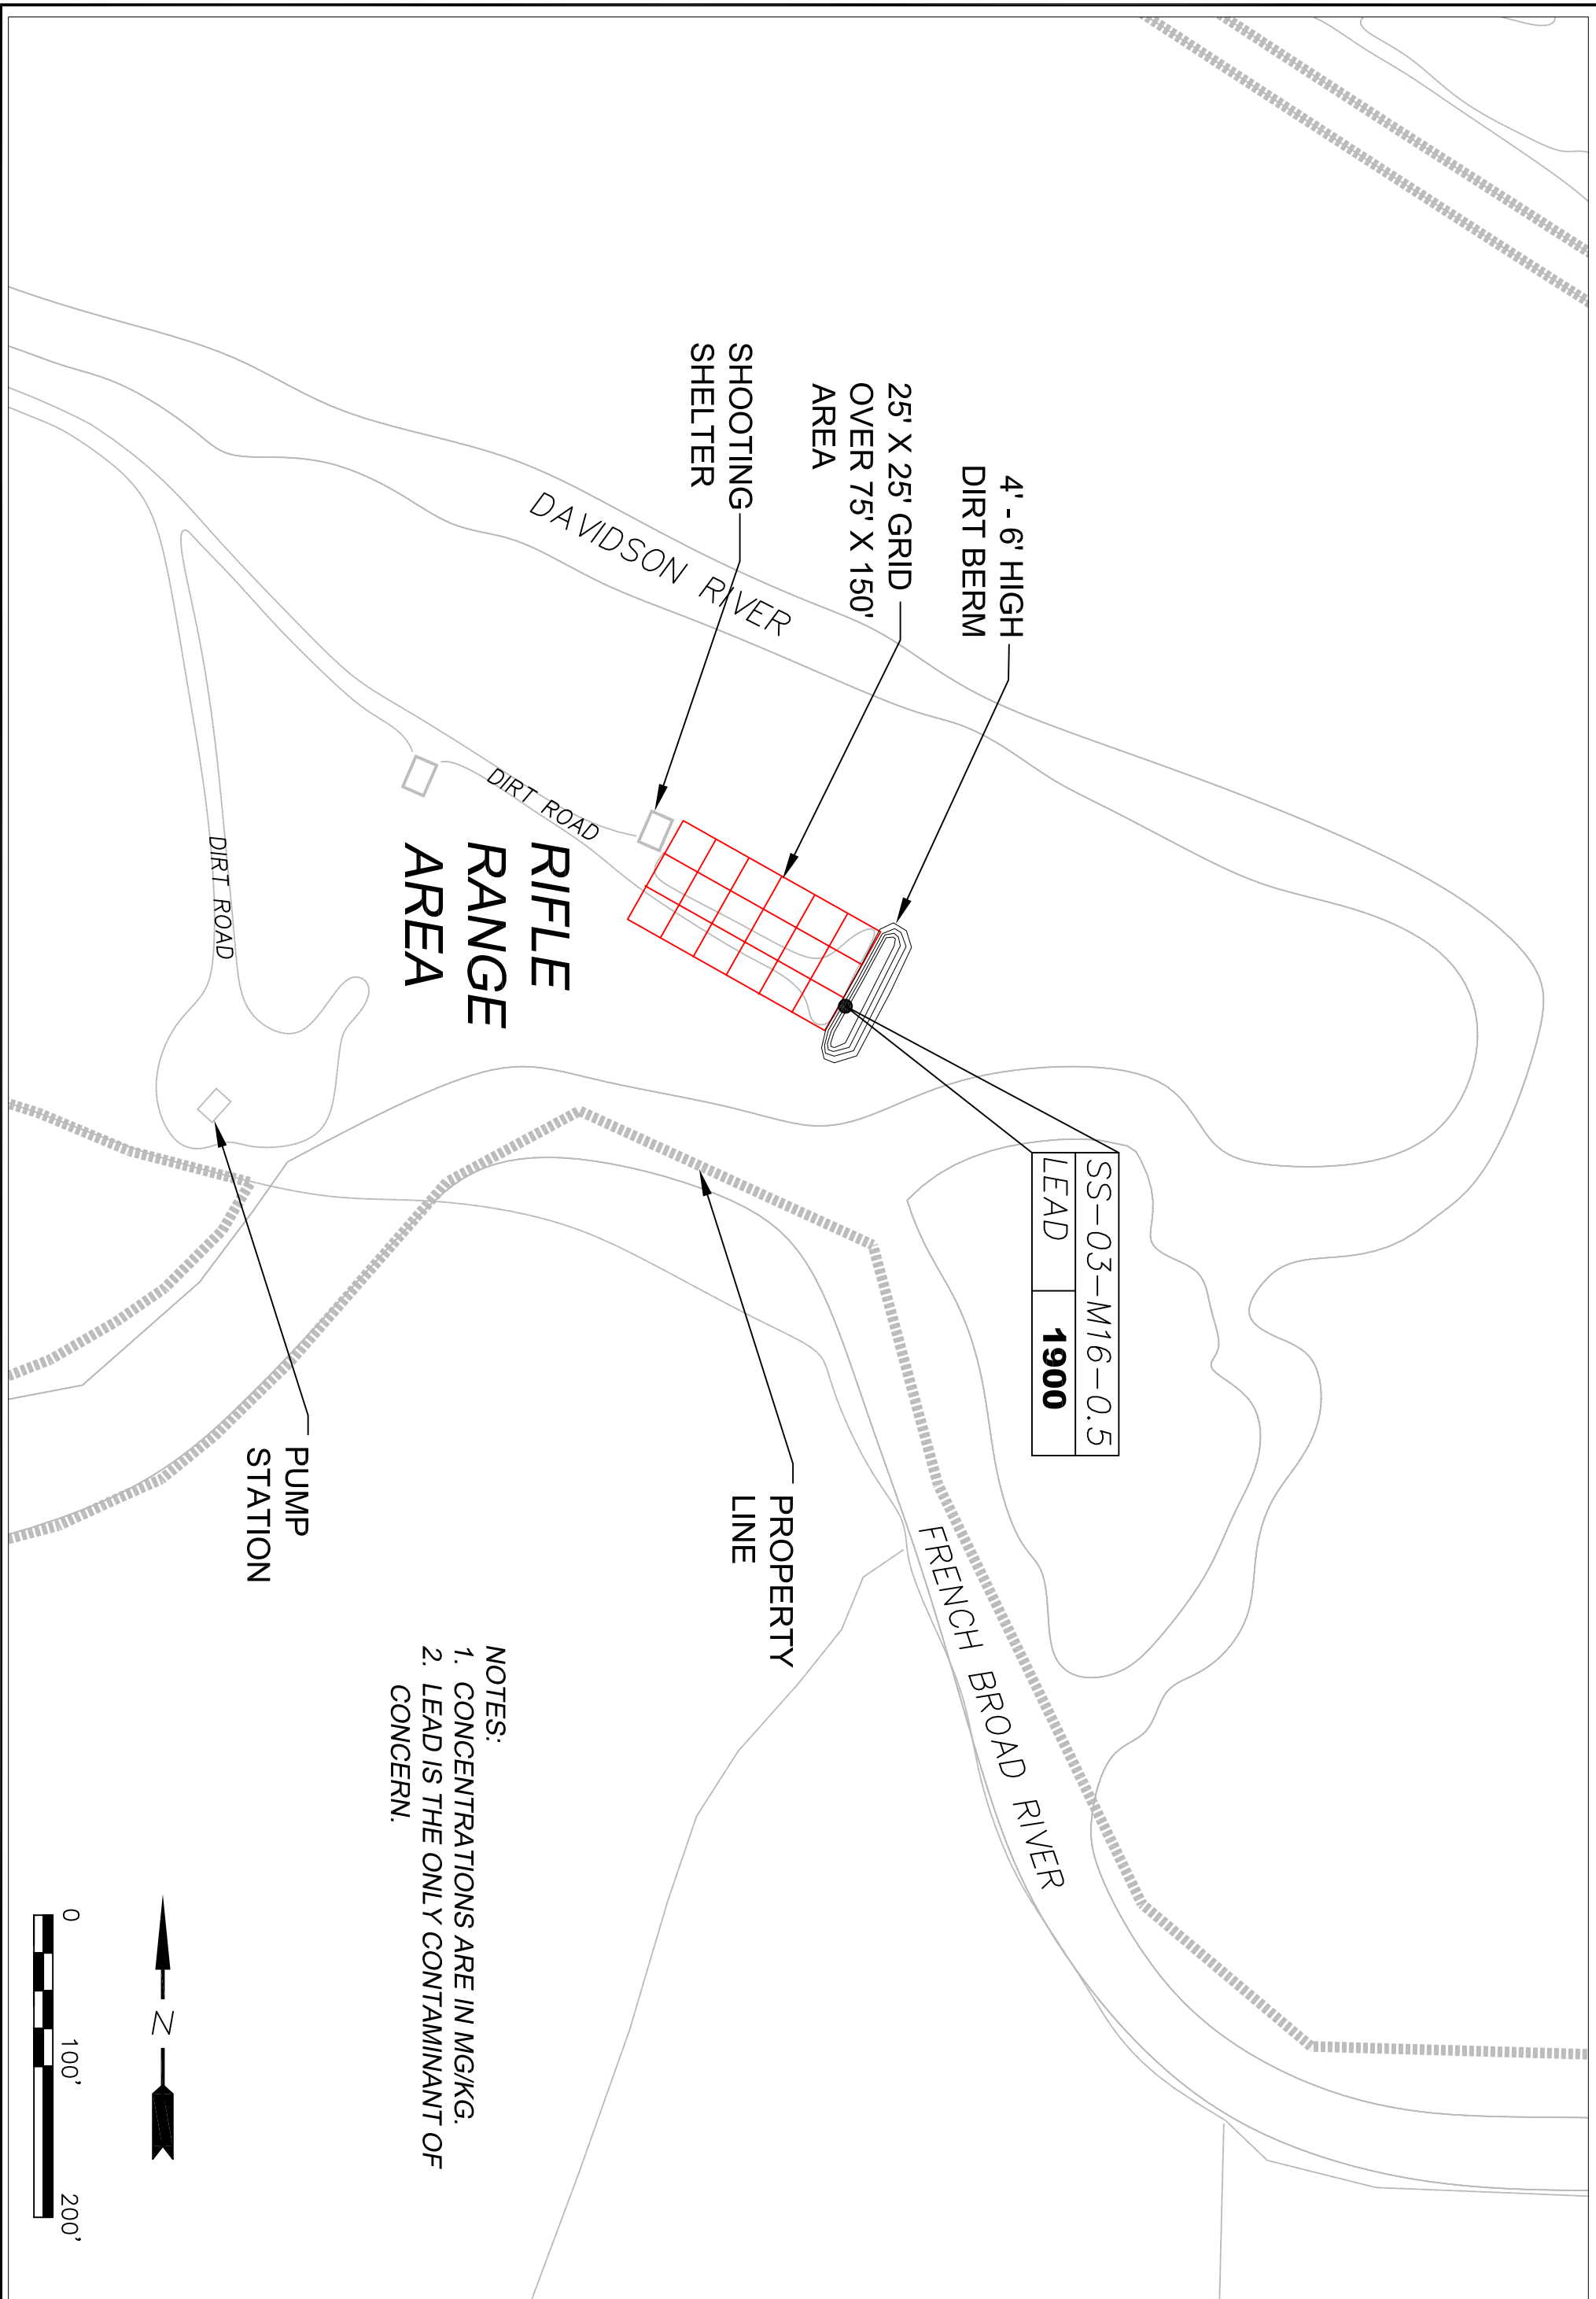 4' - 6' HIGH
DIRT BERM
25' X 25' GRID
OVER 75' X 150'
AREA
SHOOTING
SHELTER
DAVIDSON RIVER
SS-03-M16-0.5
LEAD
1900
DIRT ROAD
RIFLE
RANGE
AREA
DIRT ROAD
FRENCH BROAD RIVER
PROPERTY
LINE
PUMP
STATION
NOTES:
1. CONCENTRATIONS ARE IN MG/KG.
2. LEAD IS THE ONLY CONTAMINANT OF
CONCERN.
N
0 100' 200'